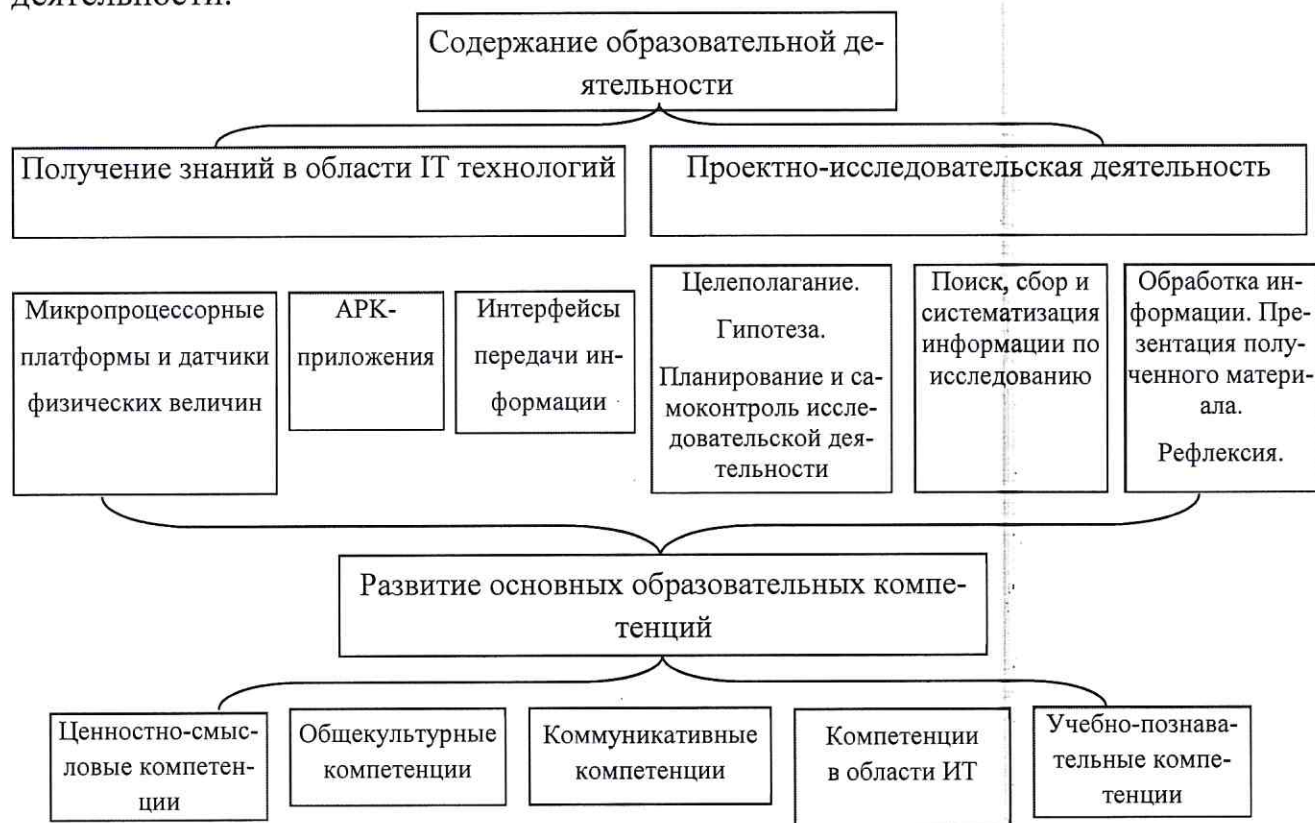 деятельности.
Содержание образовательной де-
ятельности
Получение знаний в области IT технологий
Проектно-исследовательская деятельность
Микропроцессорные
платформы и датчики
физических величин
АРК-
приложения
Интерфейсы
передачи ин-
формации
Целеполагание.
Гипотеза.
Планирование и са-
моконтроль иссле-
довательской дея-
тельности
Поиск, сбор и
систематизация
информации по
исследованию
Обработка ин-
формации. Пре-
зентация полу-
ченного матери-
ала.
Рефлексия.
Развитие основных образовательных компе-
тенций
Ценностно-смыс-
ловые компетен-
ции
Общекультурные
компетенции
Коммуникативные
компетенции
Компетенции
в области ИТ
Учебно-познава-
тельные компе-
тенции